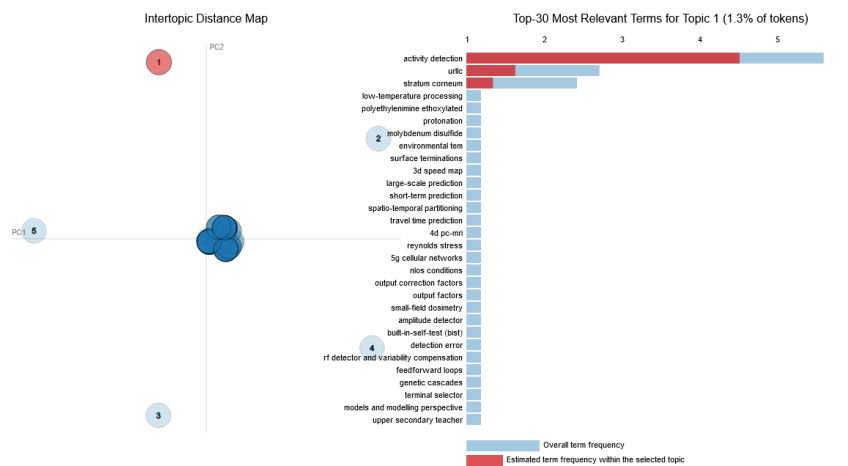 Intertopic Distance Map
PC2
PC1
1
2
3
4
5
Top-30 Most Relevant Terms for Topic 1 (1.3% of tokens)
1 2 3 4 5
activity detection
urllc
stratum corneum
low-temperature processing
polyethylenimine ethoxylated
protonation
molybdenum disulfide
environmental tem
surface terminations
3d speed map
large-scale prediction
short-term prediction
spatio-temporal partitioning
travel time prediction
4d pc-mri
reynolds stress
5g cellular networks
nlos conditions
output correction factors
output factors
small-field dosimetry
amplitude detector
built-in-self-test (bist)
detection error
rf detector and variability compensation
feedforward loops
genetic cascades
terminal selector
models and modelling perspective
upper secondary teacher
Overall term frequency
Estimated term frequency within the selected topic